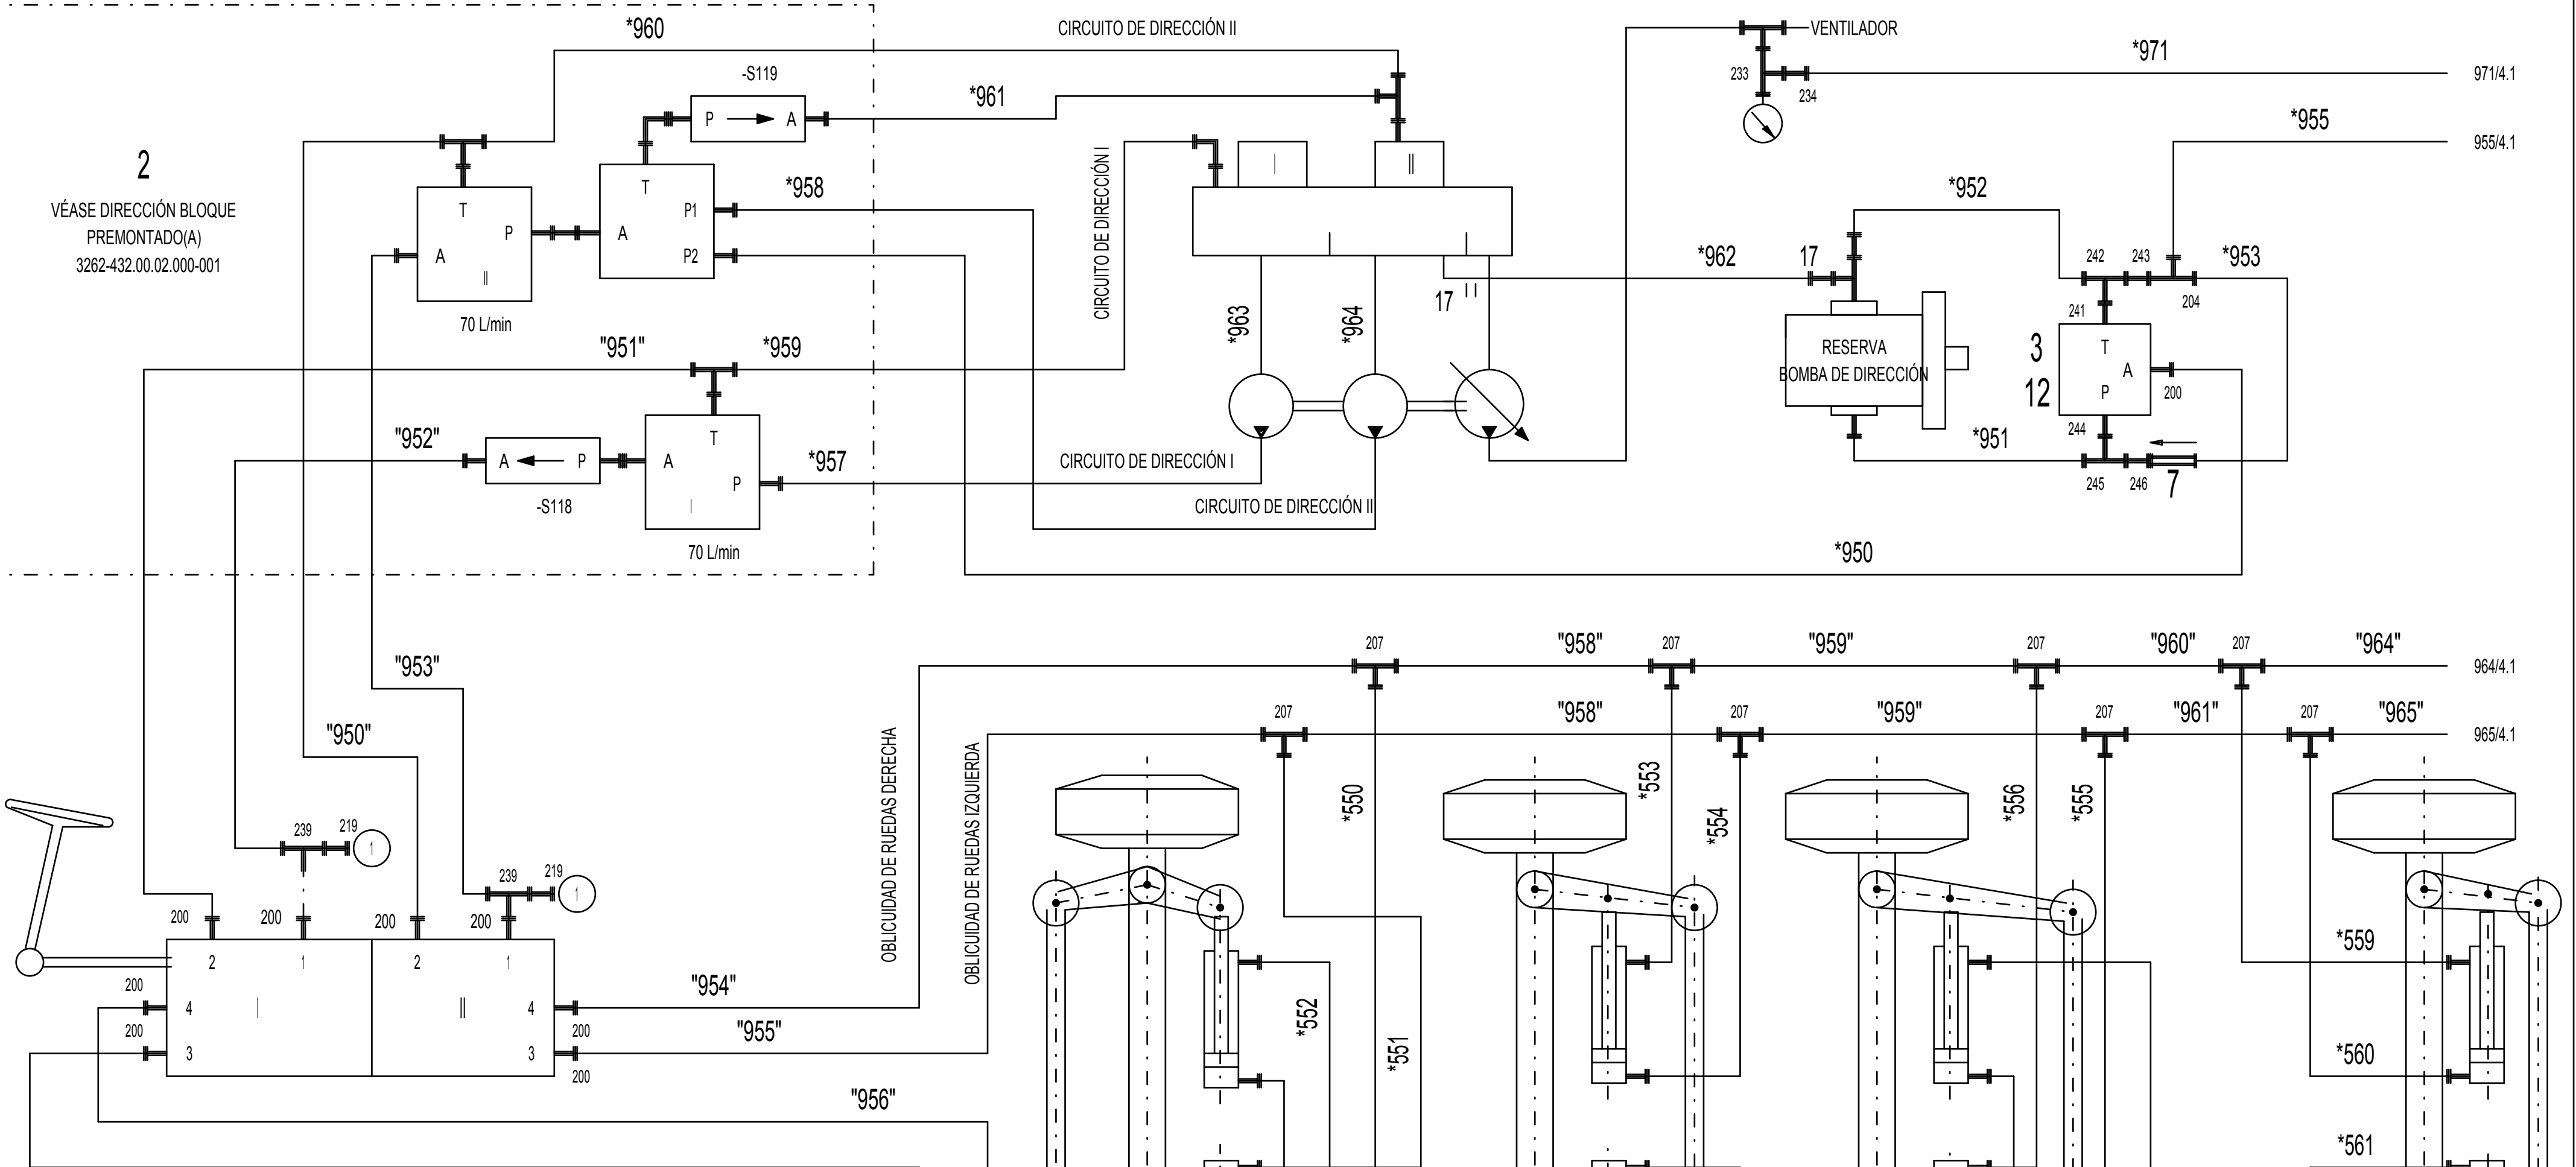 *960
CIRCUITO DE DIRECCIÓN II
VENTILADOR
*971
971/4.1
233
234
-S119
P A
*961
*955
955/4.1
2
VÉASE DIRECCIÓN BLOQUE
PREMONTADO(A)
3262-432.00.02.000-001
T
P
A
II
70 L/min
T
A
P1
P2
*958
CIRCUITO DE DIRECCIÓN I
I
II
*952
*962
17
17
242
243
*953
241
204
*963
*964
RESERVA
BOMBA DE DIRECCIÓN
3
12
T
A
P
200
244
*951
245
246
7
"951"
*959
"952"
A P
-S118
T
A
P
I
70 L/min
*957
CIRCUITO DE DIRECCIÓN I
CIRCUITO DE DIRECCIÓN II
*950
"953"
"950"
207
"958"
207
"959"
207
"960"
207
"964"
964/4.1
207
"958"
207
"959"
207
"961"
207
"965"
965/4.1
OBLICUIDAD DE RUEDAS DERECHA
OBLICUIDAD DE RUEDAS IZQUIERDA
*550
*553
*554
*556
*555
239
219
1
239
219
1
200
200
200
200
2
1
2
1
200
4
I
II
4
200
200
3
3
200
"954"
"955"
"956"
*552
*551
*559
*560
*561